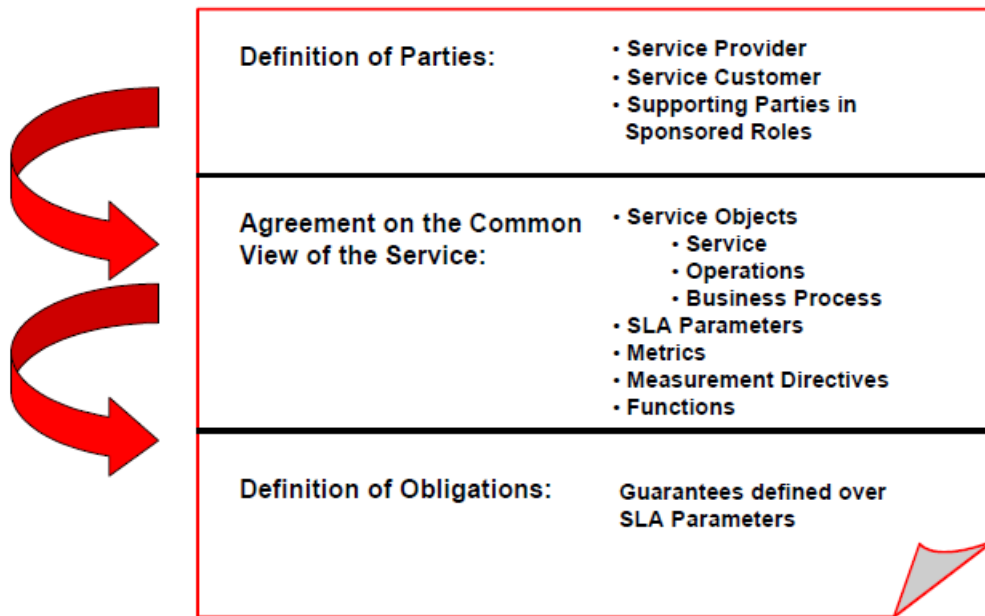 Definition of Parties:
• Service Provider
• Service Customer
• Supporting Parties in
Sponsored Roles
Agreement on the Common
View of the Service:
• Service Objects
• Service
• Operations
• Business Process
• SLA Parameters
• Metrics
• Measurement Directives
• Functions
Definition of Obligations:
Guarantees defined over
SLA Parameters